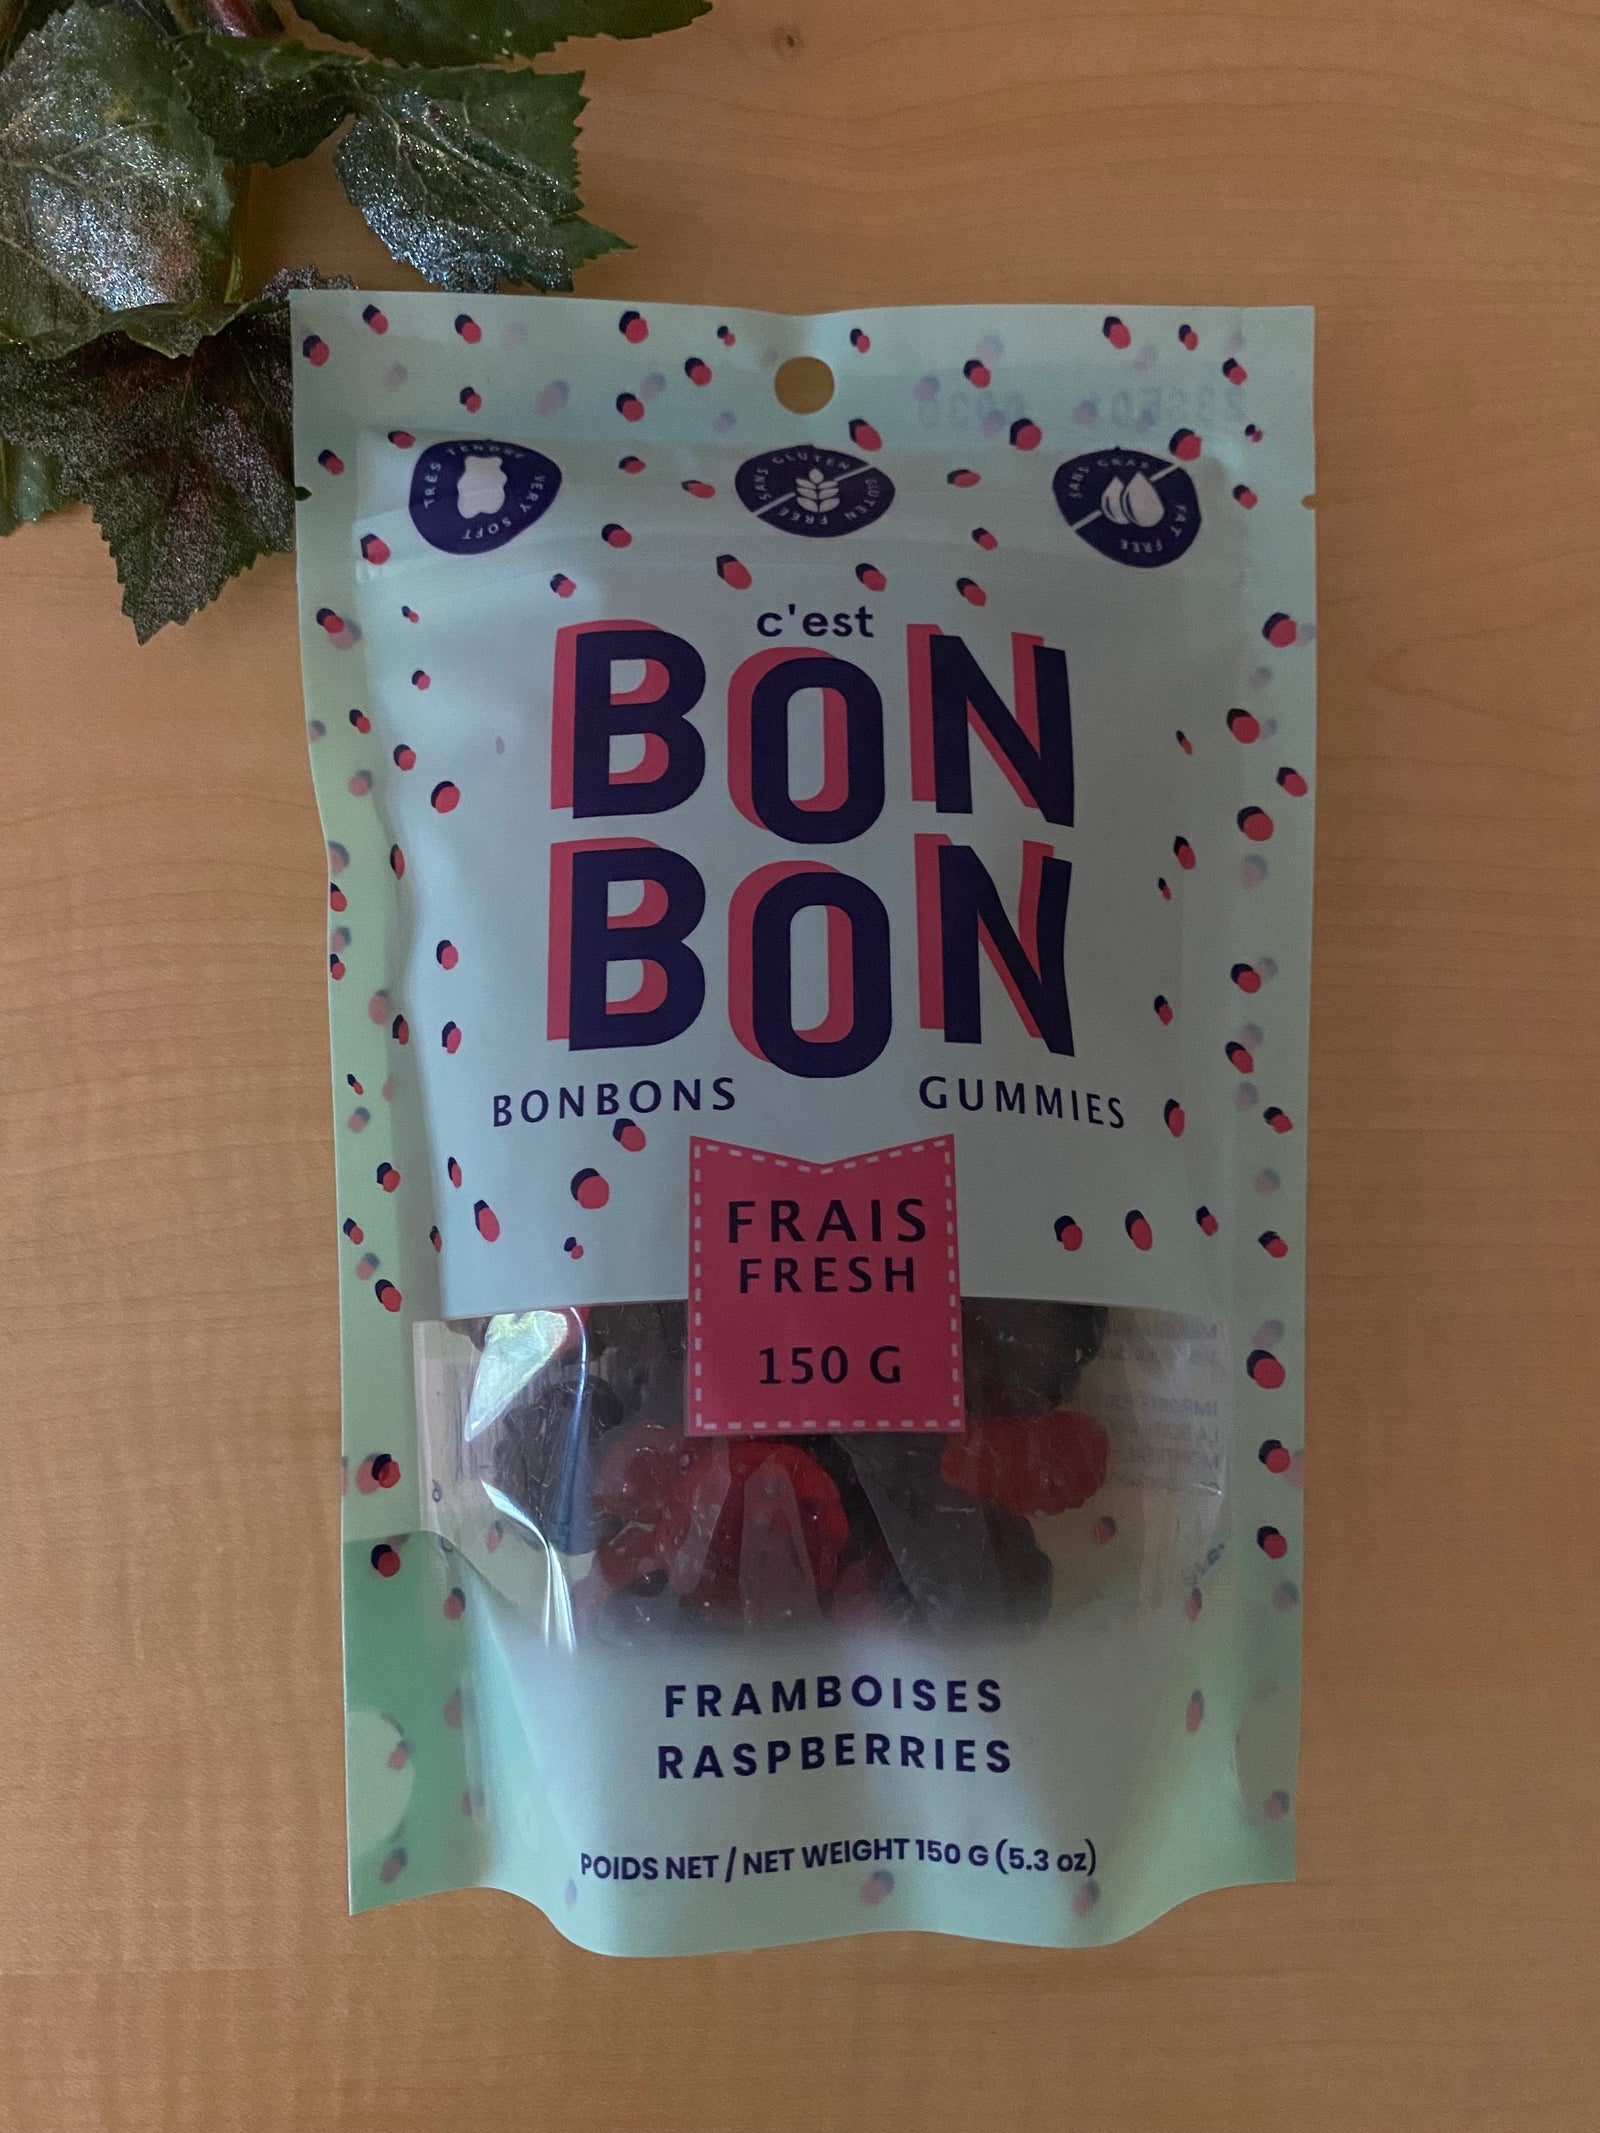 TRÈS TENDRE VERY SOFT
SANS GLUTEN GLUTEN FREE
SANS GRAS FAT FREE
c'est
BON
BON
BONBONS GUMMIES
FRAIS
FRESH
150 G
FRAMBOISES
RASPBERRIES
POIDS NET / NET WEIGHT 150 G (5.3 oz)